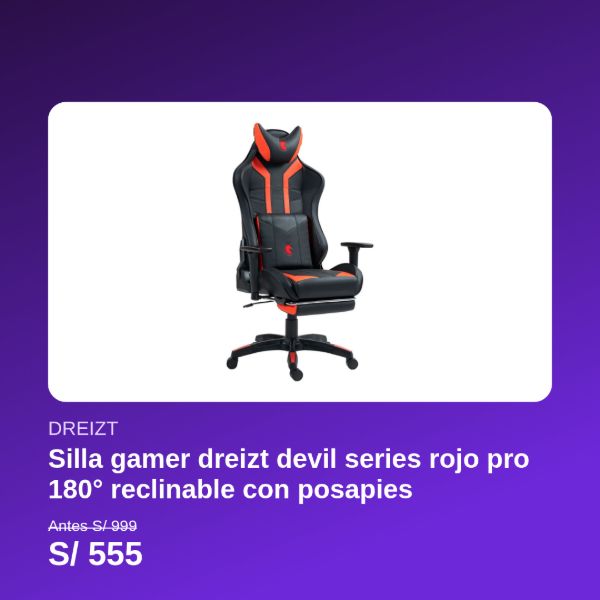 DREIZT
Silla gamer dreizt devil series rojo pro
180° reclinable con posapies
Antes S/ 999
S/ 555